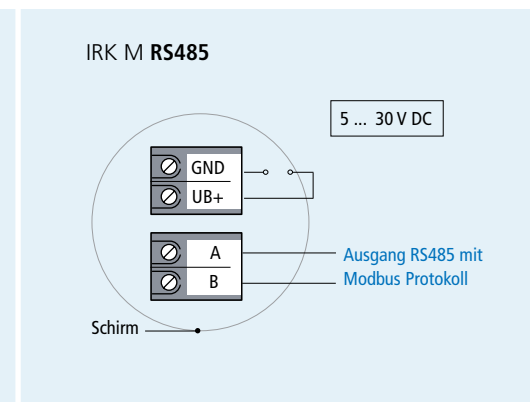 IRK M RS485
5 ... 30 V DC
GND
UB+
A
B
Ausgang RS485 mit
Modbus Protokoll
Schirm